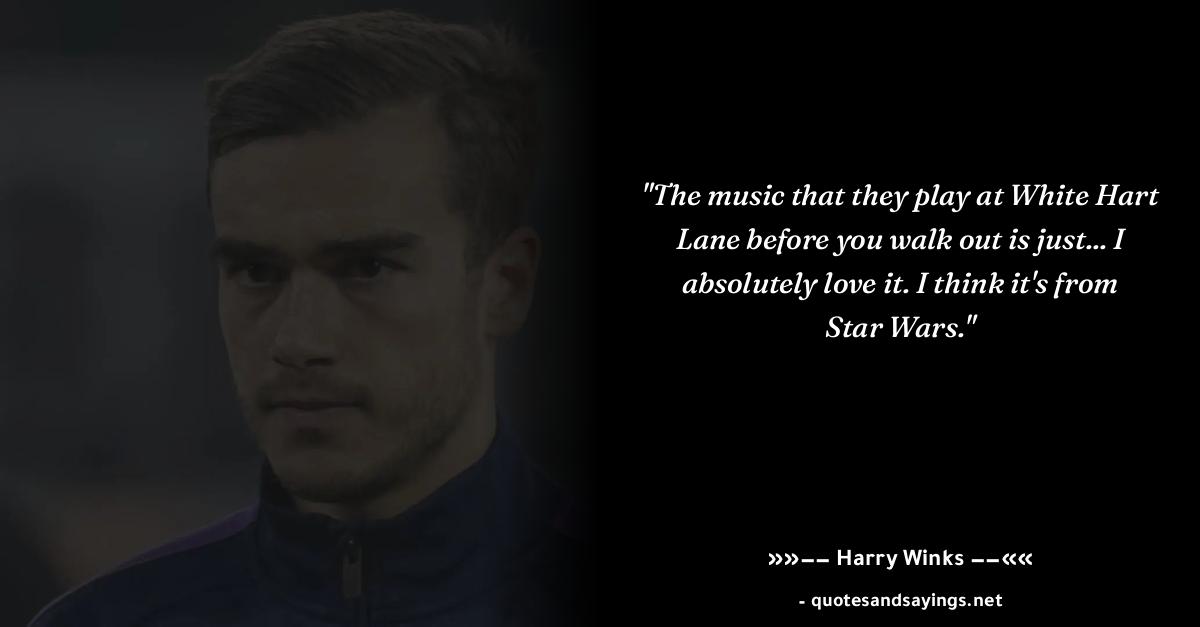 "The music that they play at White Hart
Lane before you walk out is just... I
absolutely love it. I think it's from
Star Wars."
»»−− Harry Winks −−««
- quotesandsayings.net